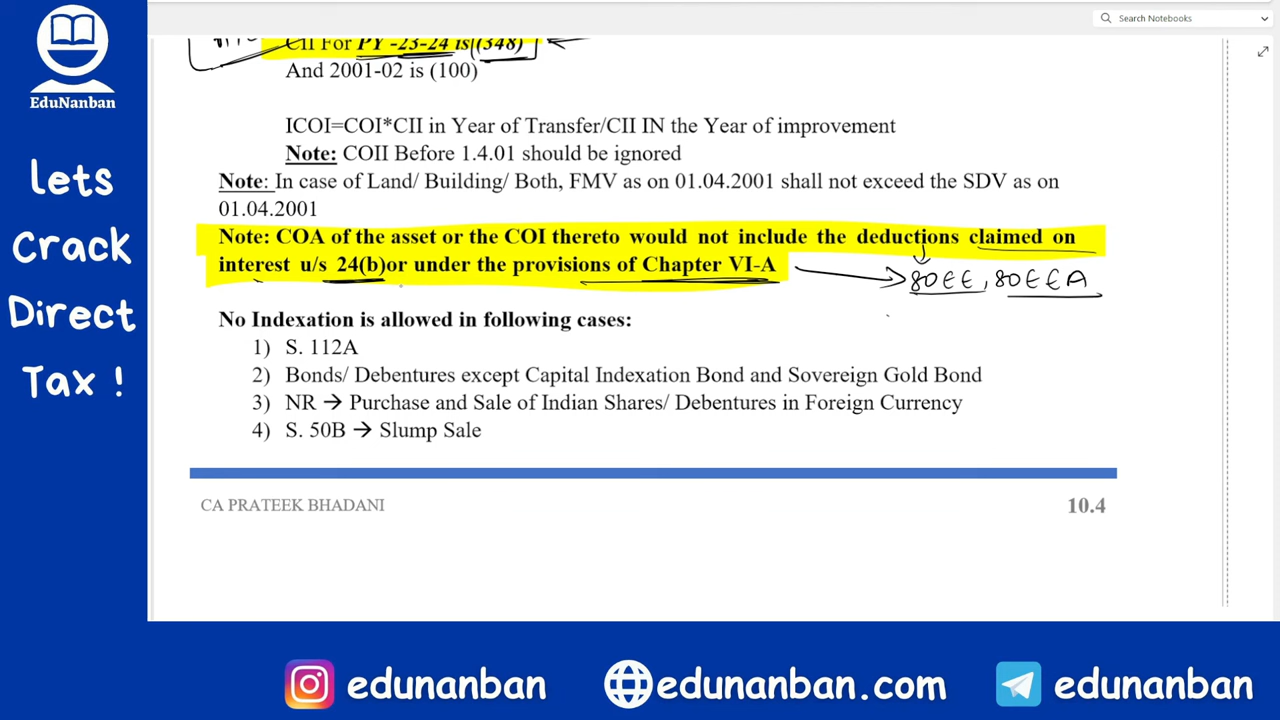 Search Notebooks
EduNanban
Lets
Crack
Direct
Tax !
CII For PY -23-24 is (348)
And 2001-02 is (100)
ICOI=COI*CII in Year of Transfer/CII IN the Year of improvement
Note: COII Before 1.4.01 should be ignored
Note: In case of Land/ Building/ Both, FMV as on 01.04.2001 shall not exceed the SDV as on
01.04.2001
Note: COA of the asset or the COI thereto would not include the deductions claimed on
interest u/s 24(b)or under the provisions of Chapter VI-A
80EE, 80EEA
No Indexation is allowed in following cases:
1) S. 112A
2) Bonds/ Debentures except Capital Indexation Bond and Sovereign Gold Bond
3) NR → Purchase and Sale of Indian Shares/ Debentures in Foreign Currency
4) S. 50B → Slump Sale
CA PRATEEK BHADANI 10.4
edunanban edunanban.com edunanban